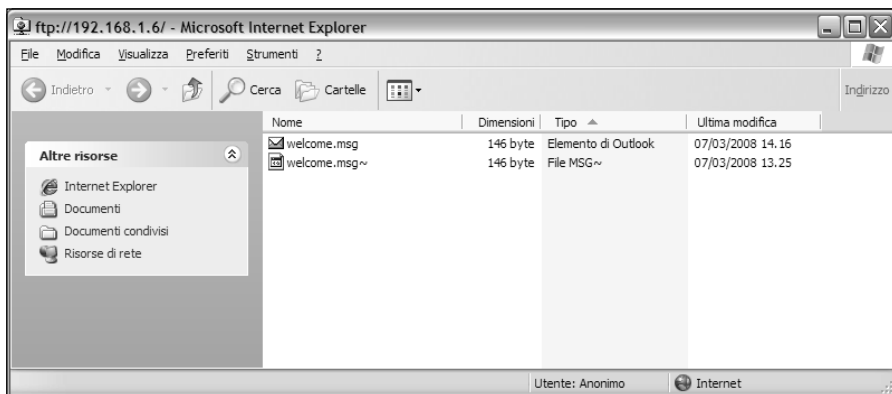 ftp://192.168.1.6/ - Microsoft Internet Explorer
File Modifica Visualizza Preferiti Strumenti ?
Indietro Cerca Cartelle Indirizzo
Nome Dimensioni Tipo Ultima modifica
welcome.msg 146 byte Elemento di Outlook 07/03/2008 14.16
welcome.msg~ 146 byte File MSG~ 07/03/2008 13.25
Altre risorse
Internet Explorer
Documenti
Documenti condivisi
Risorse di rete
Utente: Anonimo Internet